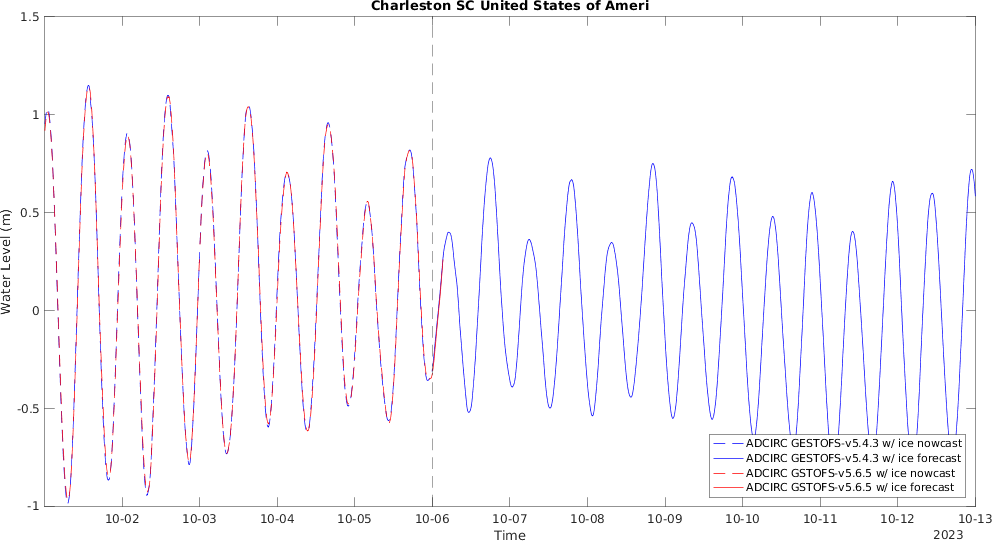 Charleston SC United States of Ameri
1.5
1
0.5
0
-0.5
-1
Water Level (m)
ADCIRC GESTOFS-v5.4.3 w/ ice nowcast
ADCIRC GESTOFS-v5.4.3 w/ ice forecast
ADCIRC GSTOFS-v5.6.5 w/ ice nowcast
ADCIRC GSTOFS-v5.6.5 w/ ice forecast
10-02 10-03 10-04 10-05 10-06 10-07 10-08 10-09 10-10 10-11 10-12 10-13
Time
2023